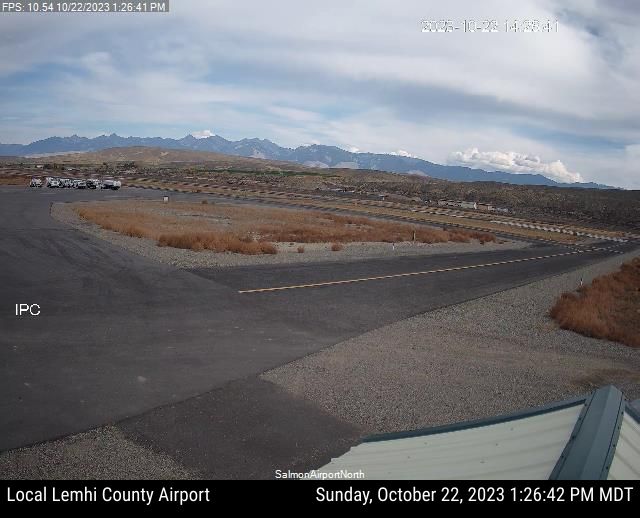 FPS: 10.54 10/22/2023 1:26:41 PM
IPC
SalmonAirportNorth
Local Lemhi County Airport Sunday, October 22, 2023 1:26:42 PM MDT